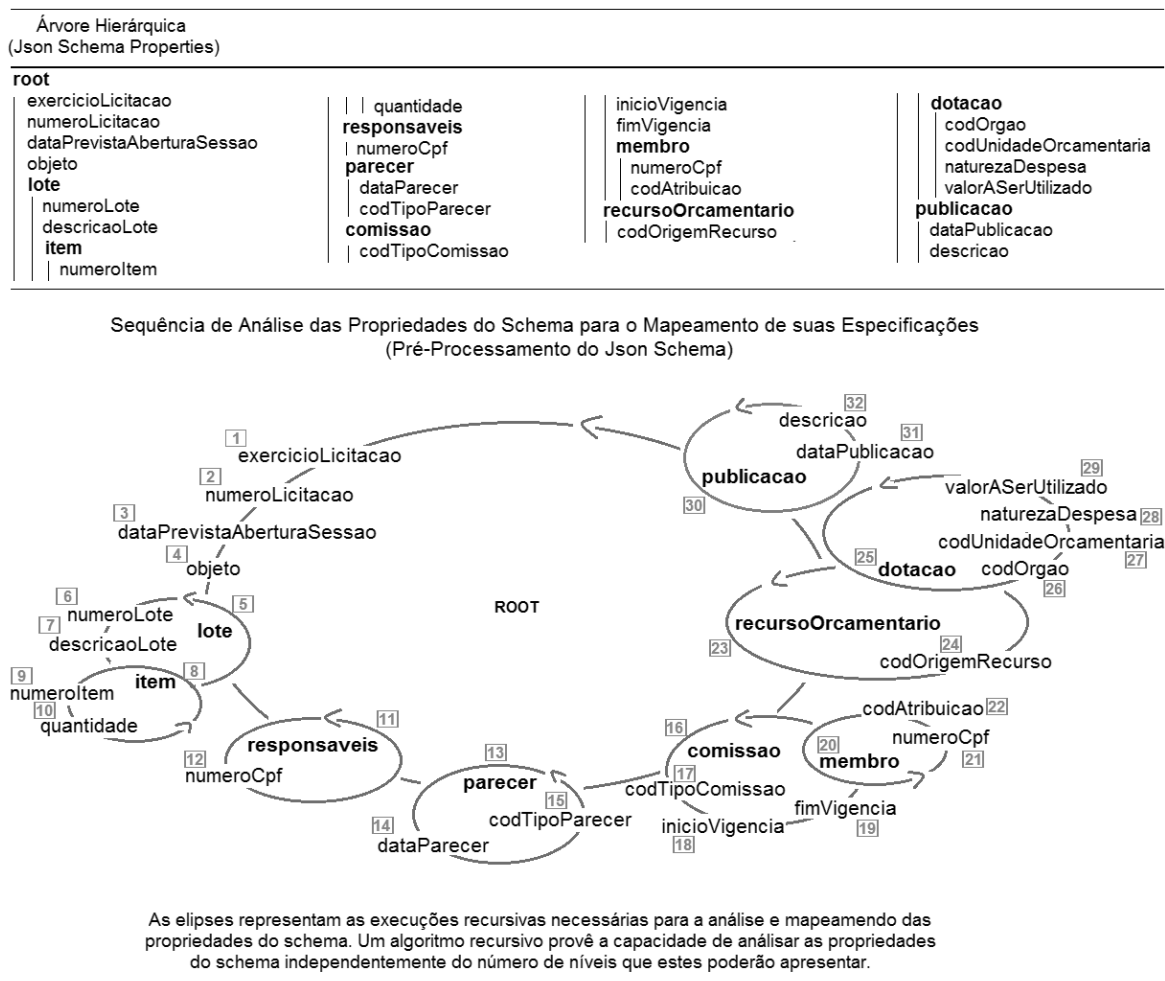 Árvore Hierárquica
(Json Schema Properties)
root
exercicioLicitacao
numeroLicitacao
dataPrevistaAberturaSessao
objeto
lote
numeroLote
descricaoLote
item
numeroItem
quantidade
responsaveis
numeroCpf
parecer
dataParecer
codTipoParecer
comissao
codTipoComissao
inicioVigencia
fimVigencia
membro
numeroCpf
codAtribuicao
recursoOrcamentario
codOrigemRecurso
dotacao
codOrgao
codUnidadeOrcamentaria
naturezaDespesa
valorASerUtilizado
publicacao
dataPublicacao
descricao
Sequência de Análise das Propriedades do Schema para o Mapeamento de suas Especificações
(Pré-Processamento do Json Schema)
1
exercicioLicitacao
2
numeroLicitacao
3
dataPrevistaAberturaSessao
4
objeto
5
lote
6
numeroLote
7
descricaoLote
8
item
9
numeroItem
10
quantidade
11
responsaveis
12
numeroCpf
13
parecer
14
dataParecer
15
codTipoParecer
16
comissao
17
codTipoComissao
18
inicioVigencia
19
fimVigencia
20
membro
21
numeroCpf
22
codAtribuicao
23
recursoOrcamentario
24
codOrigemRecurso
25
dotacao
26
codOrgao
27
codUnidadeOrcamentaria
28
naturezaDespesa
29
valorASerUtilizado
30
publicacao
31
dataPublicacao
32
descricao
ROOT
As elipses representam as execuções recursivas necessárias para a análise e mapeamendo das
propriedades do schema. Um algoritmo recursivo provê a capacidade de análisar as propriedades
do schema independentemente do número de níveis que estes poderão apresentar.